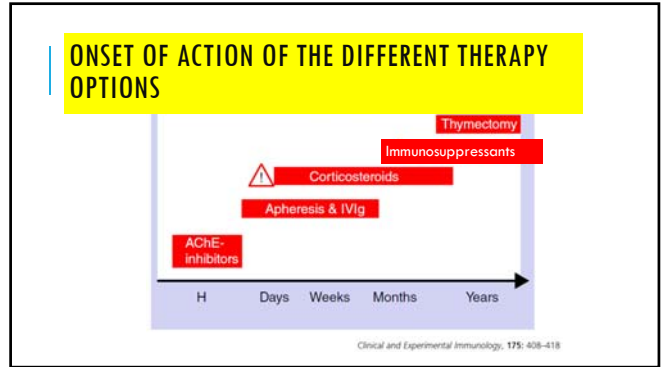 ONSET OF ACTION OF THE DIFFERENT THERAPY
OPTIONS
Thymectomy
Immunosuppressants
!
Corticosteroids
Apheresis & IVIg
AChE-
inhibitors
H Days Weeks Months Years
Clinical and Experimental Immunology, 175: 408–418